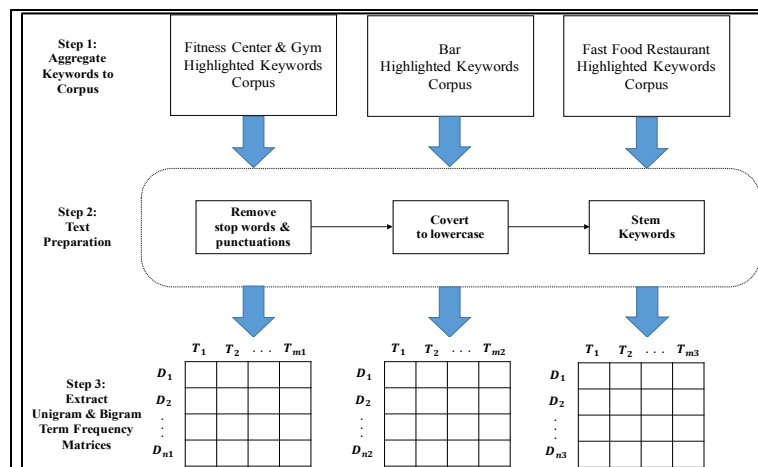 Step 1:
Aggregate
Keywords to
Corpus
Fitness Center & Gym
Highlighted Keywords
Corpus
Bar
Highlighted Keywords
Corpus
Fast Food Restaurant
Highlighted Keywords
Corpus
Step 2:
Text
Preparation
Remove
stop words &
punctuations
Covert
to lowercase
Stem
Keywords
Step 3:
Extract
Unigram & Bigram
Term Frequency
Matrices
T1 T2 . . . Tm1
D1
D2
.
.
.
Dn1
T1 T2 . . . Tm2
D1
D2
.
.
.
Dn2
T1 T2 . . . Tm3
D1
D2
.
.
.
Dn3